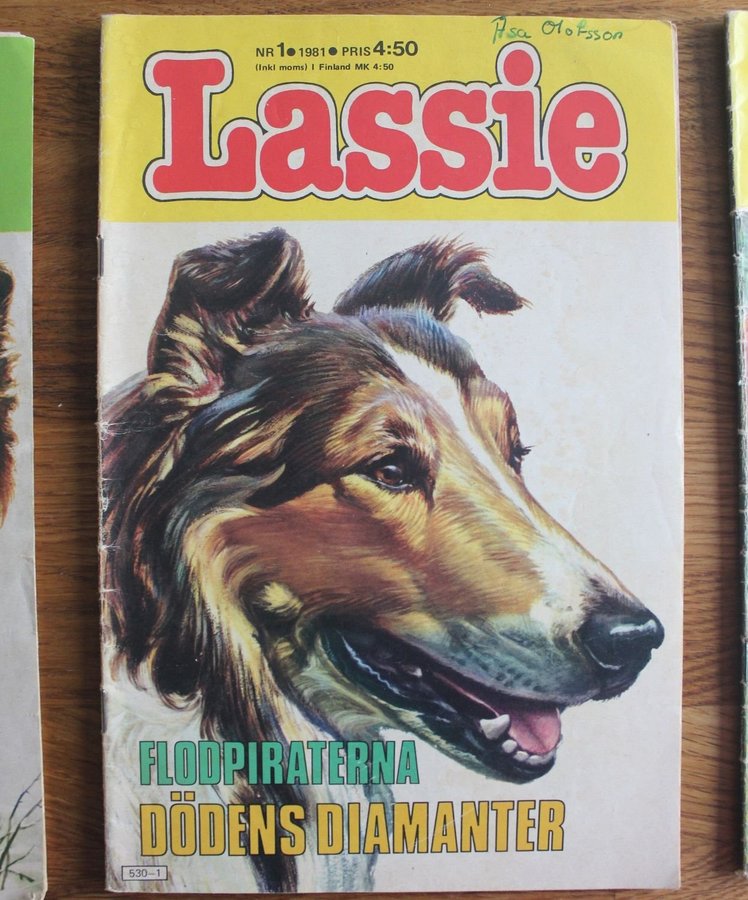 Åsa Olofsson
NR 1 • 1981 • PRIS 4:50
(Inkl moms) I Finland MK 4:50
Lassie
FLODPIRATERNA
DÖDENS DIAMANTER
530–1